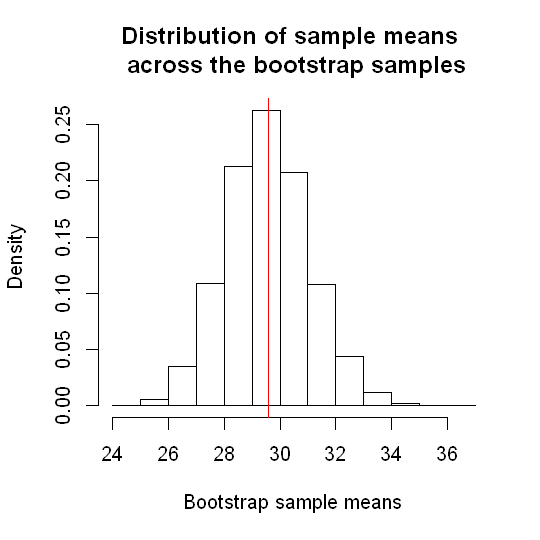 Distribution of sample means
across the bootstrap samples
0.25
0.20
0.15
0.10
0.05
0.00
Density
24 26 28 30 32 34 36
Bootstrap sample means